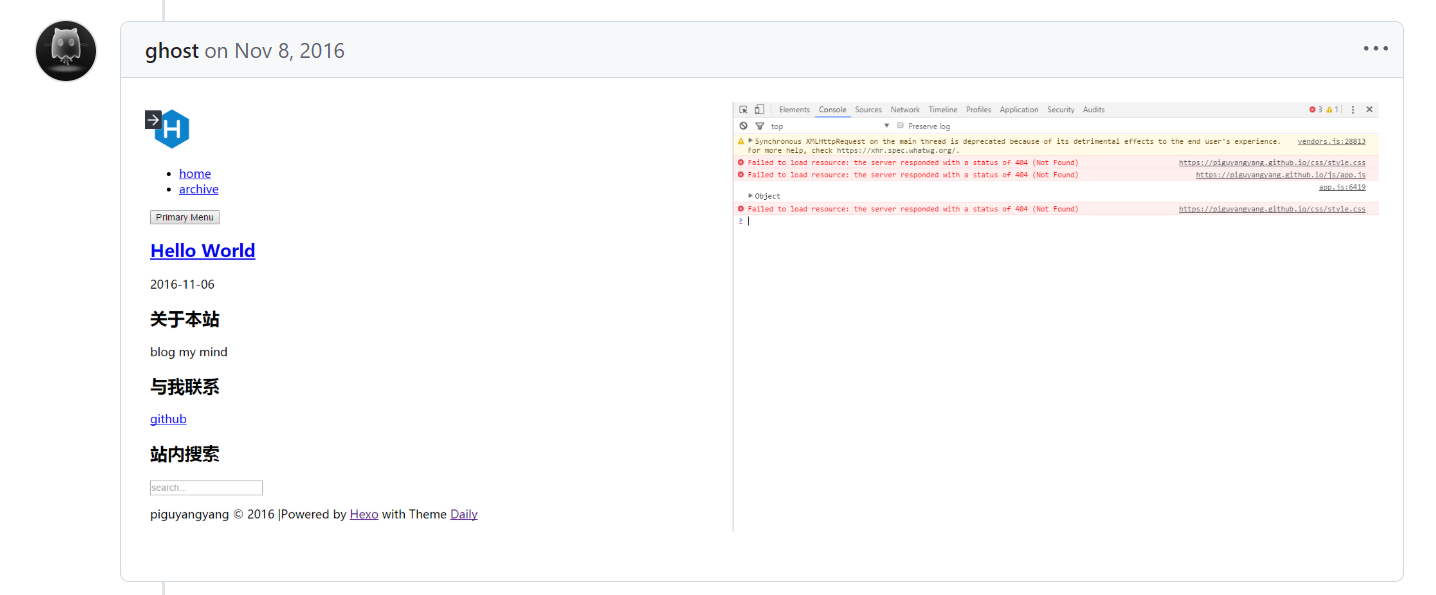 ghost on Nov 8, 2016
H
home
archive
Primary Menu
Hello World
2016-11-06
关于本站
blog my mind
与我联系
github
站内搜索
search...
piguyangyang © 2016 |Powered by Hexo with Theme Daily
Elements Console Sources Network Timeline Profiles Application Security Audits 3 1
top Preserve log
Synchronous XMLHttpRequest on the main thread is deprecated because of its detrimental effects to the end user's experience. vendors.js:28813
For more help, check https://xhr.spec.whatwg.org/.
Failed to load resource: the server responded with a status of 404 (Not Found) https://piguyangyang.github.io/css/style.css
Failed to load resource: the server responded with a status of 404 (Not Found) https://piguyangyang.github.io/js/app.js
app.js:6419
Object
Failed to load resource: the server responded with a status of 404 (Not Found) https://piguyangyang.github.io/css/style.css